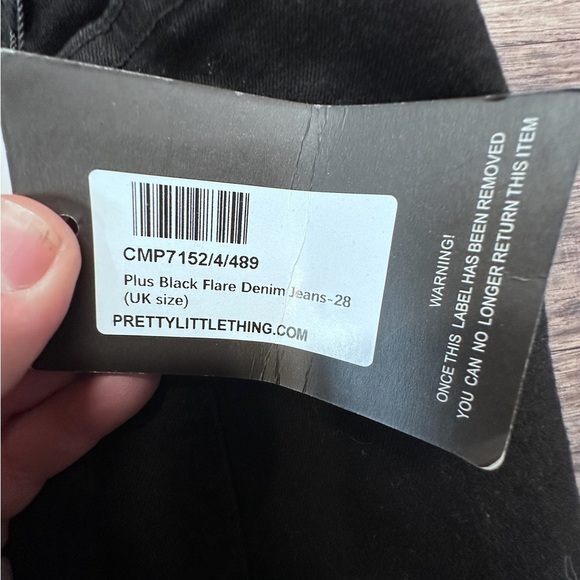 CMP7152/4/489
Plus Black Flare Denim Jeans-28
(UK size)
PRETTYLITTLETHING.COM
WARNING!
ONCE THIS LABEL HAS BEEN REMOVED
YOU CAN NO LONGER RETURN THIS ITEM